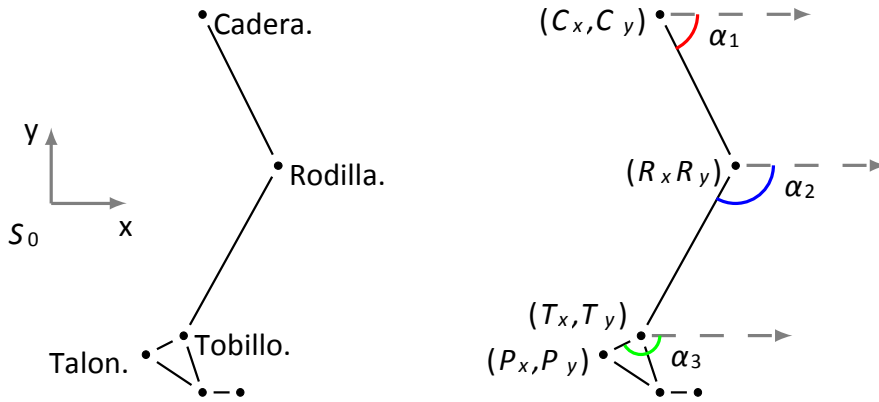 Cadera.
y
Rodilla.
x
S0
Tobillo.
Talon.
(Cx,Cy)
α1
(RxRy)
α2
(Tx,Ty)
(Px,Py)
α3